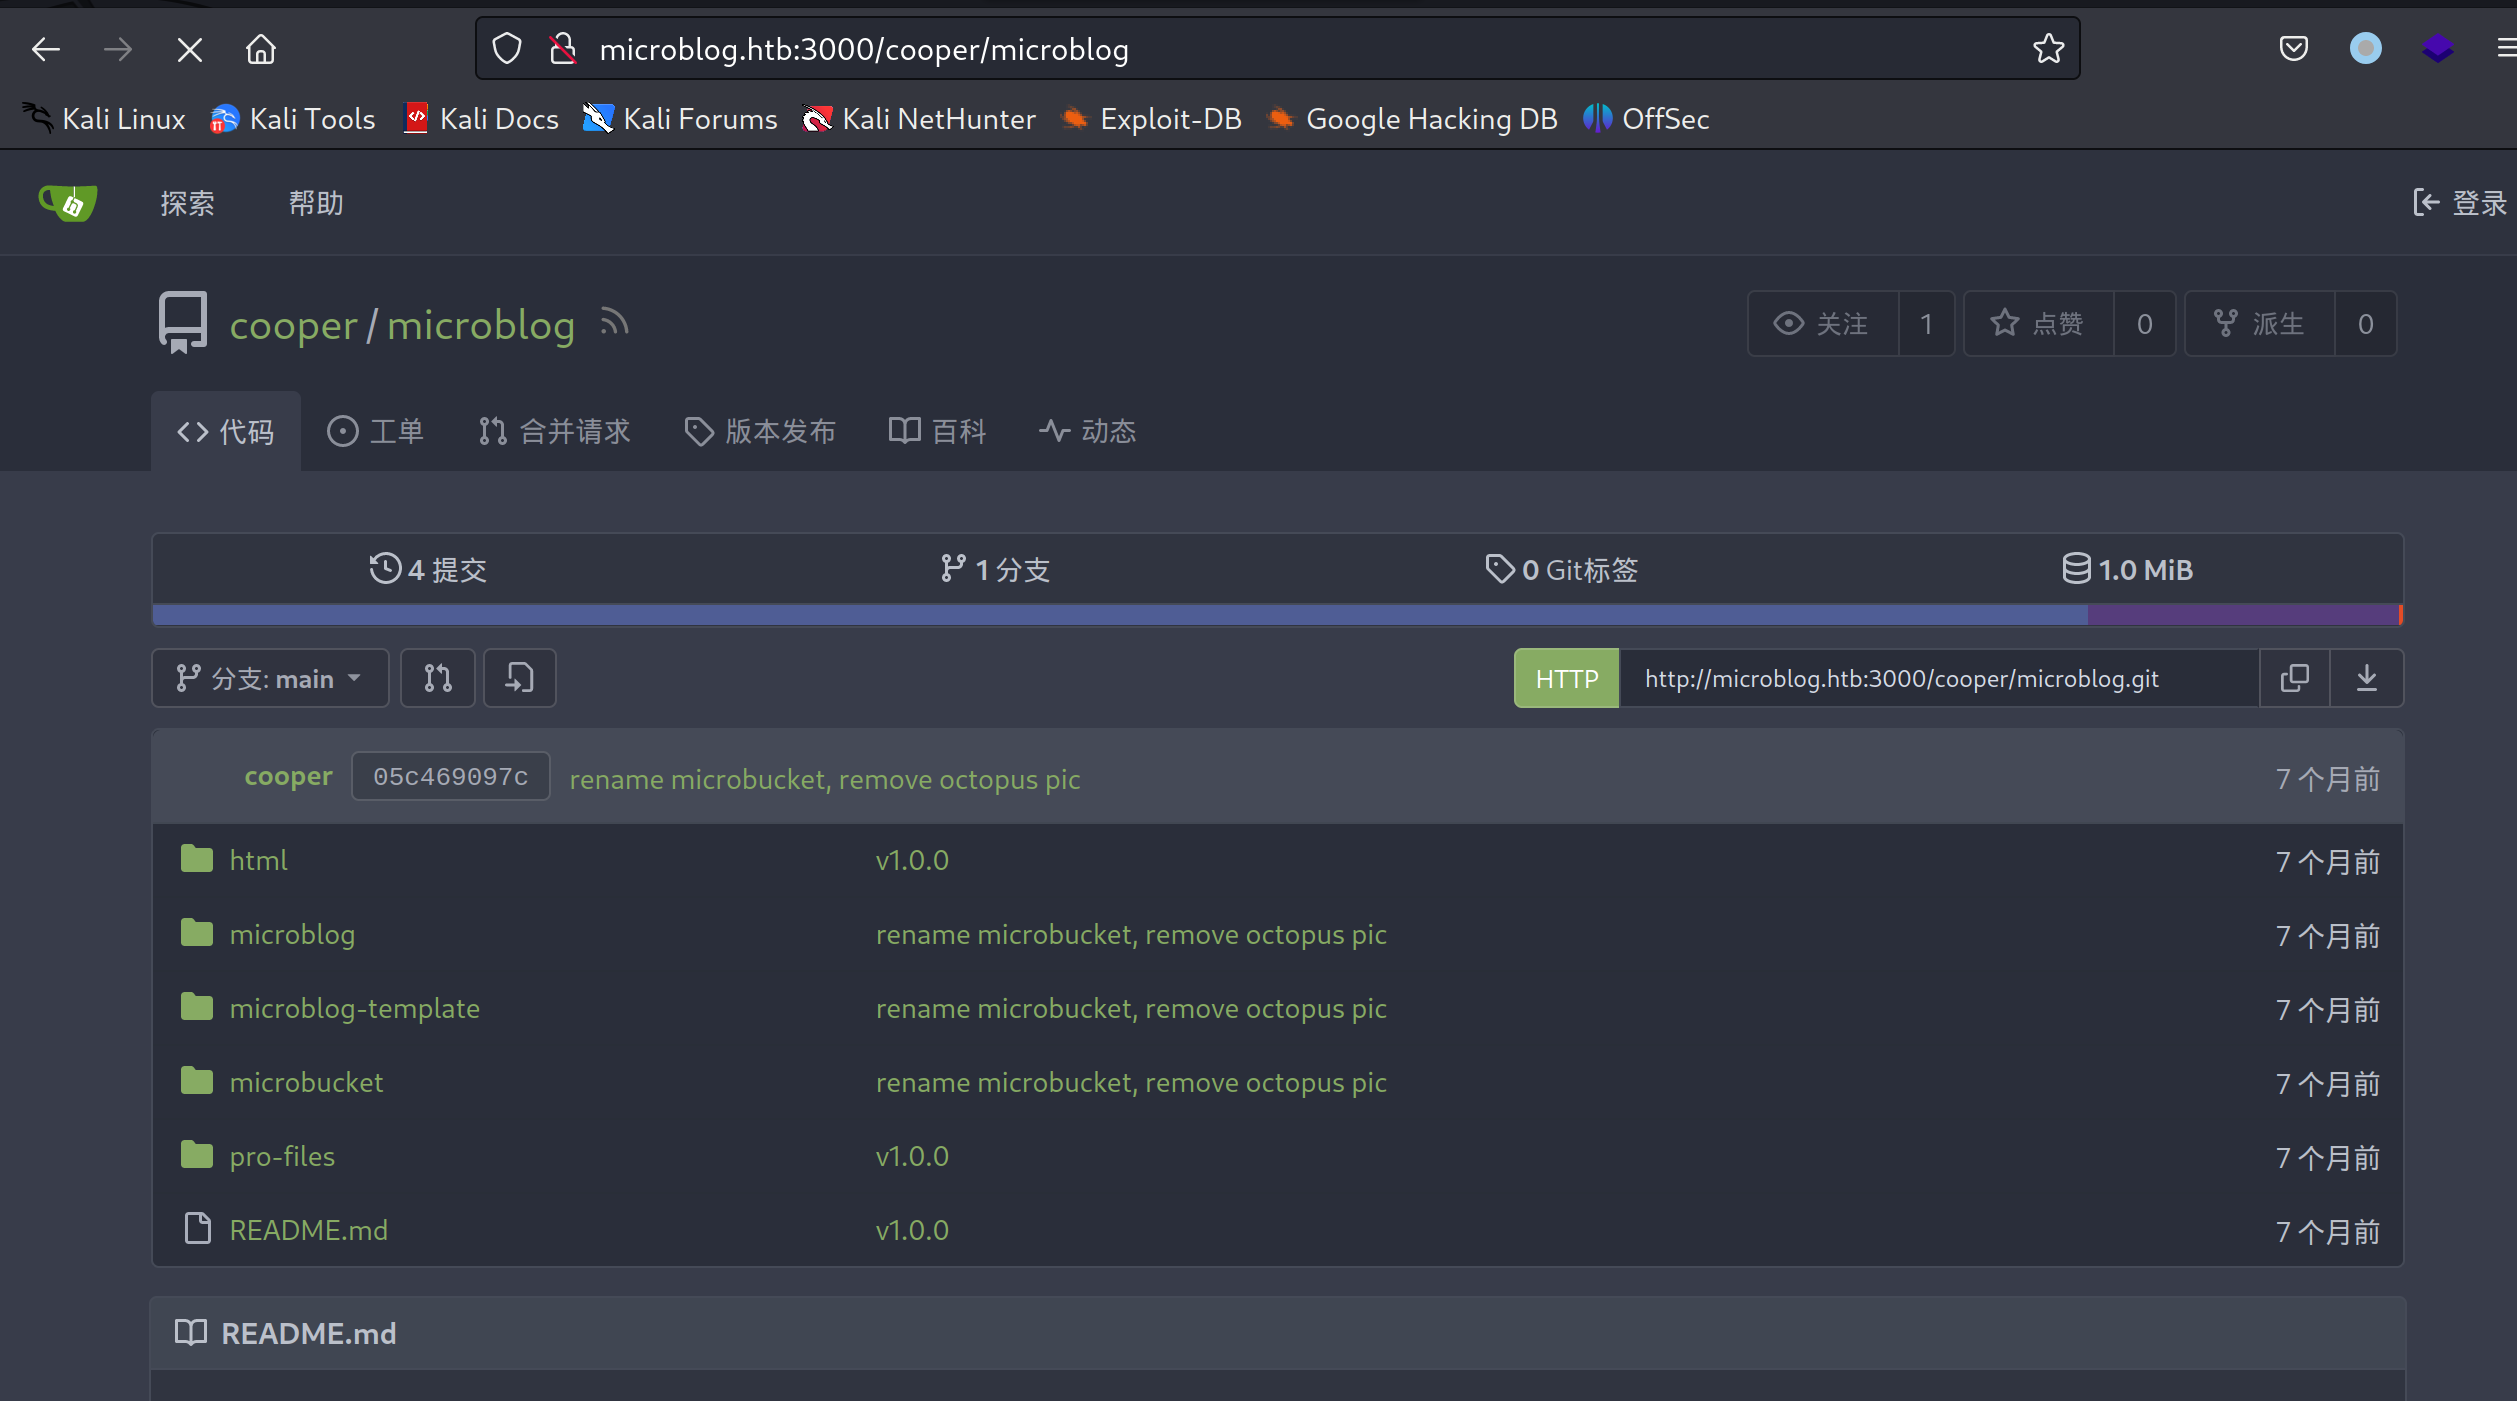 microblog.htb:3000/cooper/microblog
Kali Linux Kali Tools Kali Docs Kali Forums Kali NetHunter Exploit-DB Google Hacking DB OffSec
探索 帮助 登录
cooper / microblog 关注 1 点赞 0 派生 0
代码 工单 合并请求 版本发布 百科 动态
4 提交 1 分支 0 Git标签 1.0 MiB
分支: main HTTP http://microblog.htb:3000/cooper/microblog.git
cooper 05c469097c rename microbucket, remove octopus pic 7 个月前
html v1.0.0 7 个月前
microblog rename microbucket, remove octopus pic 7 个月前
microblog-template rename microbucket, remove octopus pic 7 个月前
microbucket rename microbucket, remove octopus pic 7 个月前
pro-files v1.0.0 7 个月前
README.md v1.0.0 7 个月前
README.md